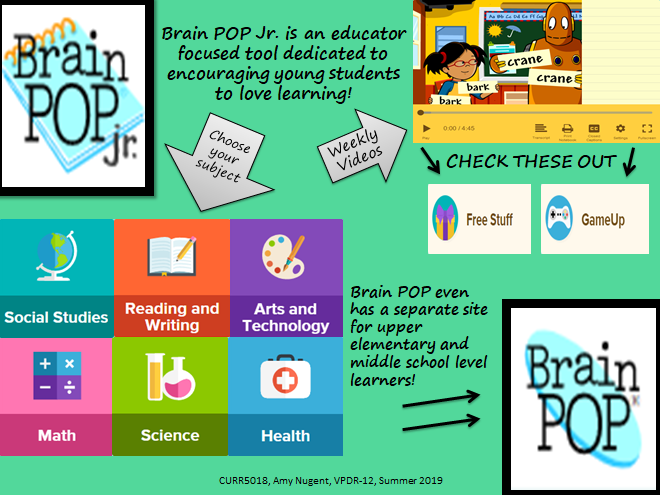 Brain
POP
jr.
Brain POP Jr. is an educator
focused tool dedicated to
encouraging young students
to love learning!
Choose
your
subject
Weekly
Videos
crane
crane
bark
bark
0:00 / 4:45
Play
Settings
CHECK THESE OUT
Free Stuff
GameUp
Social Studies
Reading and
Writing
Arts and
Technology
Math
Science
Health
Brain POP even
has a separate site
for upper
elementary and
middle school level
learners!
Brain
POP
CURR5018, Amy Nugent, VPDR-12, Summer 2019